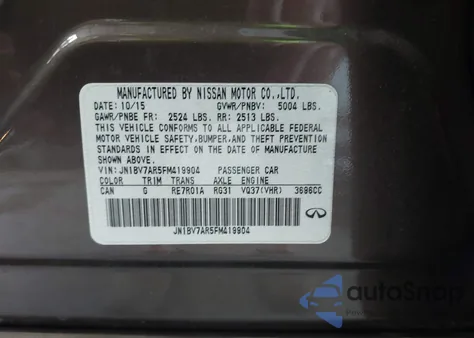 MANUFACTURED BY NISSAN MOTOR CO.,LTD.
DATE: 10/15 GVWR/PNBV: 5004 LBS.
GAWR/PNBE FR: 2524 LBS. RR: 2513 LBS.
THIS VEHICLE CONFORMS TO ALL APPLICABLE FEDERAL
MOTOR VEHICLE SAFETY,BUMPER,AND THEFT PREVENTION
STANDARDS IN EFFECT ON THE DATE OF MANUFACTURE
SHOWN ABOVE.
VIN:JN1BV7AR5FM419904 PASSENGER CAR
COLOR TRIM TRANS AXLE ENGINE
CAN G RE7R01A RG31 VQ37(VHR) 3696CC
JN1BV7AR5FM419904
autoSnap